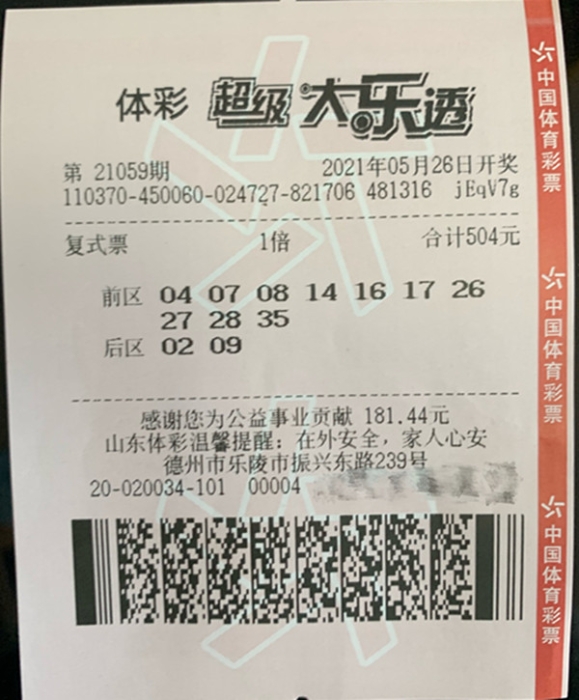 体彩 超级大乐透
第 21059期 2021年05月26日开奖
110370-450060-024727-821706 481316 jEqV7g
复式票 1倍 合计504元
前区 04 07 08 14 16 17 26
27 28 35
后区 02 09
感谢您为公益事业贡献 181.44元
山东体彩温馨提醒：在外安全，家人心安
德州市乐陵市振兴东路239号
20-020034-101 00004
中国体育彩票
中国体育彩票
中国体育彩票